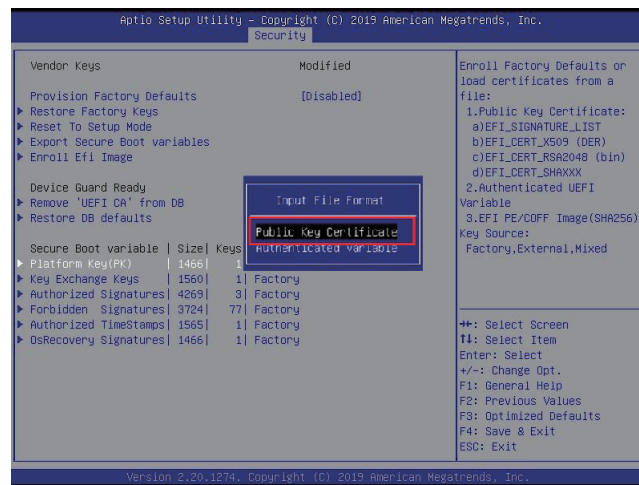 Aptio Setup Utility – Copyright (C) 2019 American Megatrends, Inc.
Security
Vendor Keys Modified
Provision Factory Defaults [Disabled]
Restore Factory Keys
Reset To Setup Mode
Export Secure Boot variables
Enroll Efi Image
Device Guard Ready
Remove 'UEFI CA' from DB
Restore DB defaults
Secure Boot variable | Size| Keys
Platform Key(PK) | 1466| 1
Key Exchange Keys | 1560| 1| Factory
Authorized Signatures| 4269| 3| Factory
Forbidden Signatures| 3724| 77| Factory
Authorized TimeStamps| 1565| 1| Factory
OsRecovery Signatures| 1466| 1| Factory
Input File Format
Public Key Certificate
Authenticated Variable
Enroll Factory Defaults or
load certificates from a
file:
1.Public Key Certificate:
a)EFI_SIGNATURE_LIST
b)EFI_CERT_X509 (DER)
c)EFI_CERT_RSA2048 (bin)
d)EFI_CERT_SHAXXX
2.Authenticated UEFI
Variable
3.EFI PE/COFF Image(SHA256)
Key Source:
Factory,External,Mixed
→←: Select Screen
↑↓: Select Item
Enter: Select
+/-: Change Opt.
F1: General Help
F2: Previous Values
F3: Optimized Defaults
F4: Save & Exit
ESC: Exit
Version 2.20.1274. Copyright (C) 2019 American Megatrends, Inc.